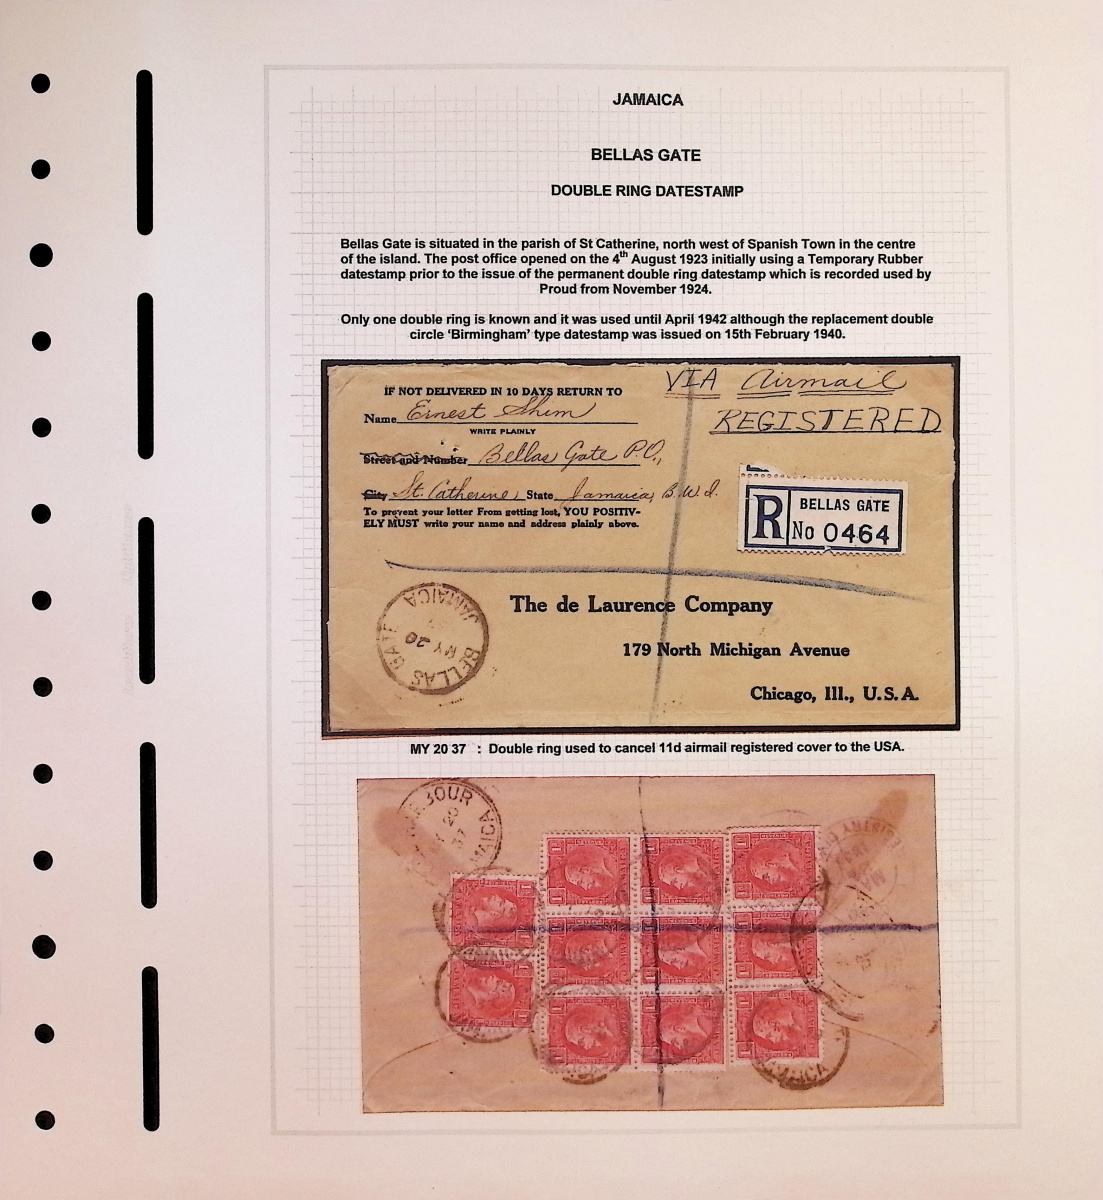 JAMAICA
BELLAS GATE
DOUBLE RING DATESTAMP
Bellas Gate is situated in the parish of St Catherine, north west of Spanish Town in the centre
of the island. The post office opened on the 4th August 1923 initially using a Temporary Rubber
datestamp prior to the issue of the permanent double ring datestamp which is recorded used by
Proud from November 1924.
Only one double ring is known and it was used until April 1942 although the replacement double
circle ‘Birmingham’ type datestamp was issued on 15th February 1940.
VIA Airmail
REGISTERED
IF NOT DELIVERED IN 10 DAYS RETURN TO
Name Ernest Shim
WRITE PLAINLY
Street and Number Bellas Gate P.O.,
City St. Catherine, State Jamaica, B.W.I.
To prevent your letter From getting lost, YOU POSITIV-
ELY MUST write your name and address plainly above.
R BELLAS GATE
No 0464
The de Laurence Company
179 North Michigan Avenue
Chicago, Ill., U.S.A.
JAMAICA
MY 20
BELLAS GATE
MY 20 37 : Double ring used to cancel 11d airmail registered cover to the USA.
BOUR
20
37
JAMAICA